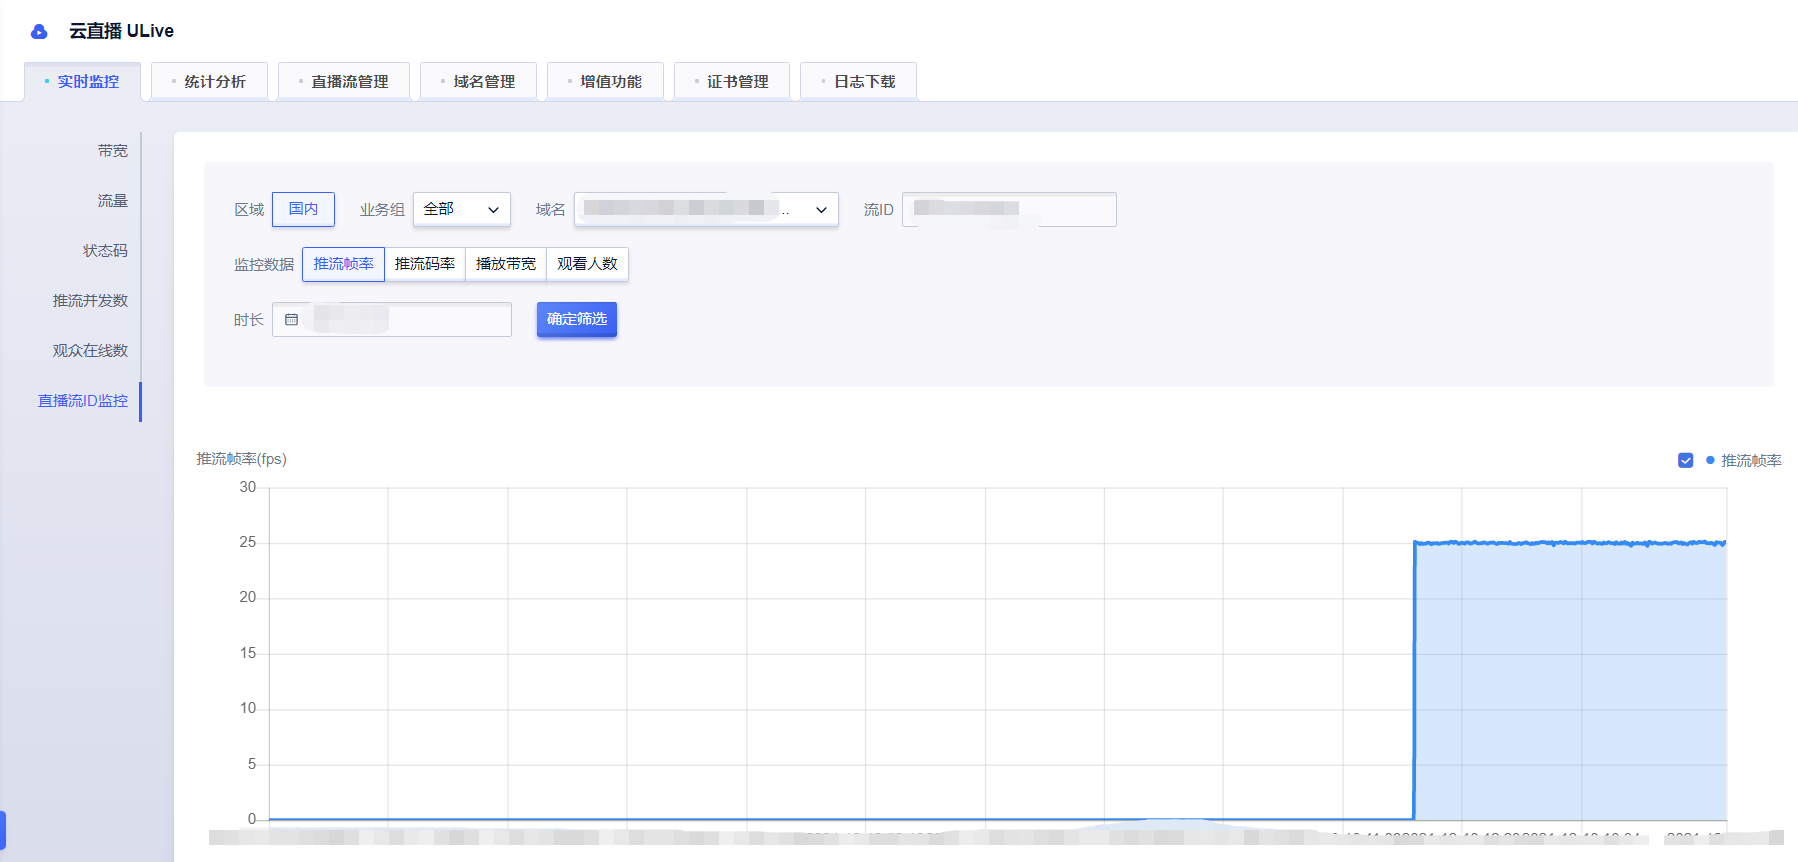 云直播 ULive
实时监控 统计分析 直播流管理 域名管理 增值功能 证书管理 日志下载
带宽
流量
状态码
推流并发数
观众在线数
直播流ID监控
区域 国内 业务组 全部 域名 ... 流ID
监控数据 推流帧率 推流码率 播放带宽 观看人数
时长 确定筛选
推流帧率(fps) 推流帧率
30
25
20
15
10
5
0